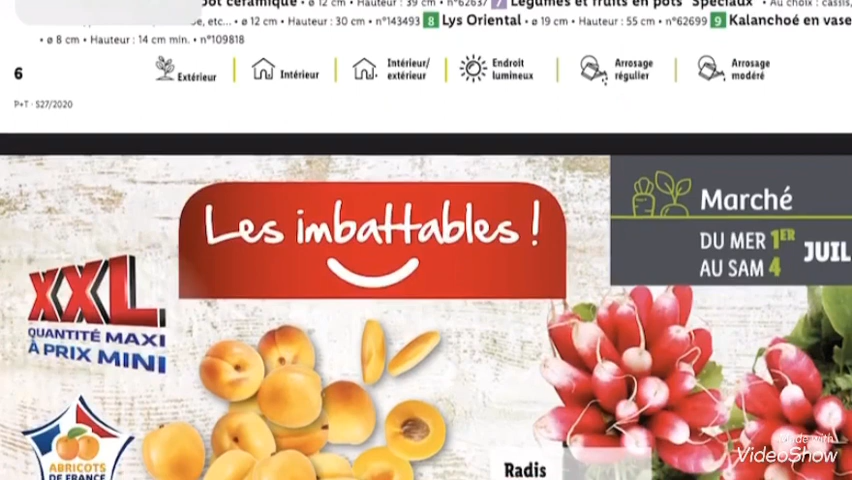 pot céramique • ø 12 cm • Hauteur : 39 cm • n°62637 7 Légumes et fruits en pots "Spéciaux" • Au choix : cassis,
etc... • ø 12 cm • Hauteur : 30 cm • n°143493 8 Lys Oriental • ø 19 cm • Hauteur : 55 cm • n°62699 9 Kalanchoé en vase
• ø 8 cm • Hauteur : 14 cm min. • n°109818
6
Extérieur
Intérieur
Intérieur/
extérieur
Endroit
lumineux
Arrosage
régulier
Arrosage
modéré
P+T - S27/2020
Les imbattables !
Marché
DU MER 1ER
AU SAM 4
JUIL
XXL
QUANTITÉ MAXI
À PRIX MINI
ABRICOTS
DE FRANCE
Radis
Made with
VideoShow